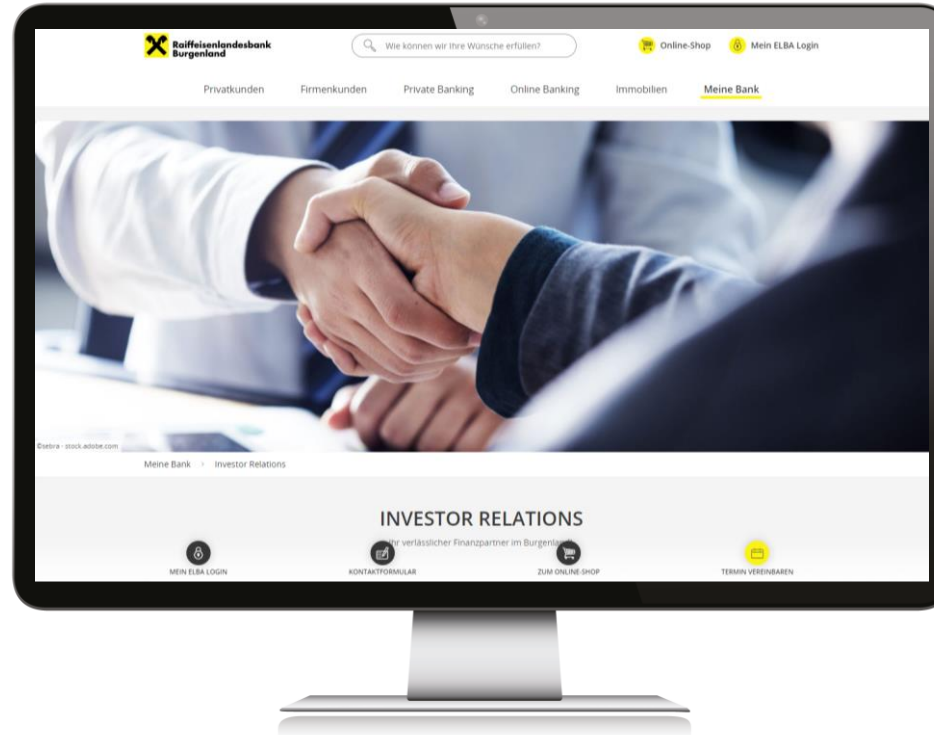 Raiffeisenlandesbank
Burgenland
Wie können wir Ihre Wünsche erfüllen?
Online-Shop
Mein ELBA Login
Privatkunden
Firmenkunden
Private Banking
Online Banking
Immobilien
Meine Bank
©sebra - stock.adobe.com
Meine Bank › Investor Relations
INVESTOR RELATIONS
Ihr verlässlicher Finanzpartner im Burgenland!
MEIN ELBA LOGIN
KONTAKTFORMULAR
ZUM ONLINE-SHOP
TERMIN VEREINBAREN